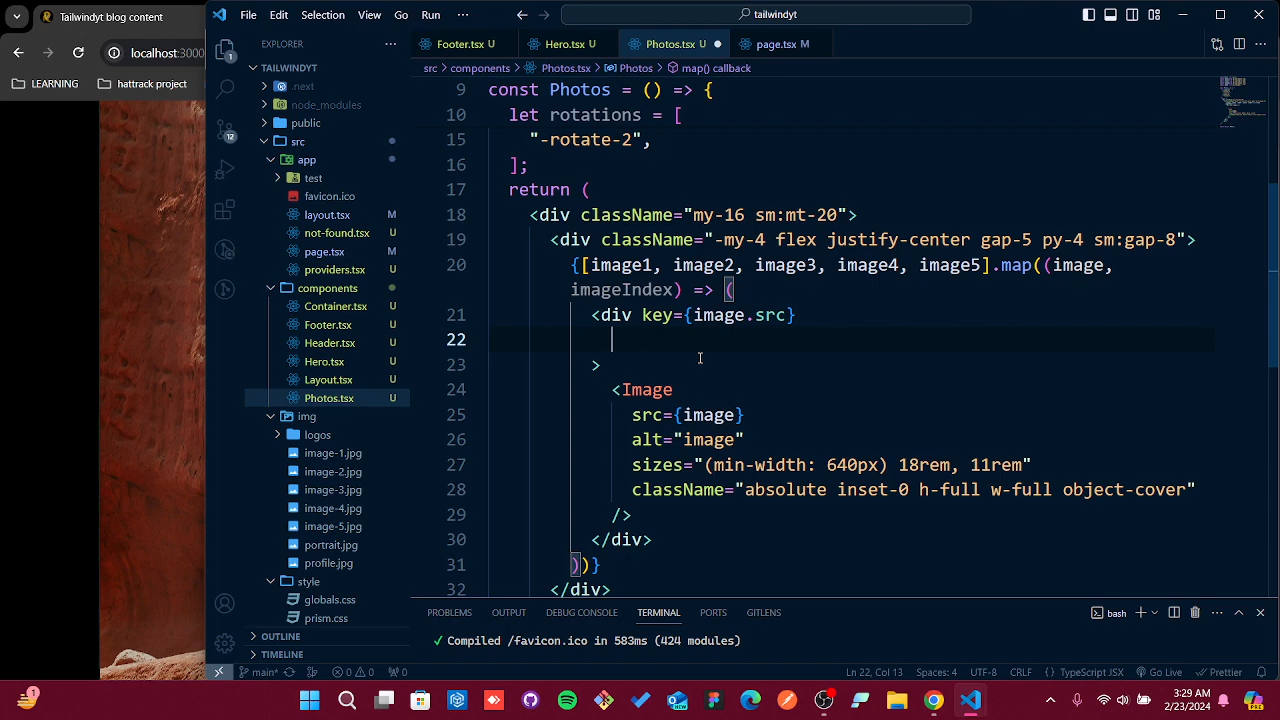 Tailwindyt blog content
localhost:3000
LEARNING
hattrack project
File Edit Selection View Go Run ···
tailwindyt
EXPLORER
Footer.tsx U
Hero.tsx U
Photos.tsx U
page.tsx M
src > components > Photos.tsx > Photos > map() callback
TAILWINDYT
.next
node_modules
public
src
app
test
favicon.ico
layout.tsx M
not-found.tsx U
page.tsx M
providers.tsx U
components
Container.tsx U
Footer.tsx U
Header.tsx U
Hero.tsx U
Layout.tsx U
Photos.tsx U
img
logos
image-1.jpg
image-2.jpg
image-3.jpg
image-4.jpg
image-5.jpg
portrait.jpg
profile.jpg
style
globals.css
prism.css
OUTLINE
TIMELINE
1
12
9 const Photos = () => {
10 let rotations = [
15 "-rotate-2",
16 ];
17 return (
18 <div className="my-16 sm:mt-20">
19 <div className="-my-4 flex justify-center gap-5 py-4 sm:gap-8">
20 {[image1, image2, image3, image4, image5].map((image,
imageIndex) => (
21 <div key={image.src}
22
23 >
24 <Image
25 src={image}
26 alt="image"
27 sizes="(min-width: 640px) 18rem, 11rem"
28 className="absolute inset-0 h-full w-full object-cover"
29 />
30 </div>
31 ))}
32 </div>
PROBLEMS OUTPUT DEBUG CONSOLE TERMINAL PORTS GITLENS
bash
✓ Compiled /favicon.ico in 583ms (424 modules)
main* 0 0 0 Ln 22, Col 13 Spaces: 4 UTF-8 CRLF { } TypeScript JSX Go Live Prettier
1
NEW
3:29 AM
2/23/2024
PRE